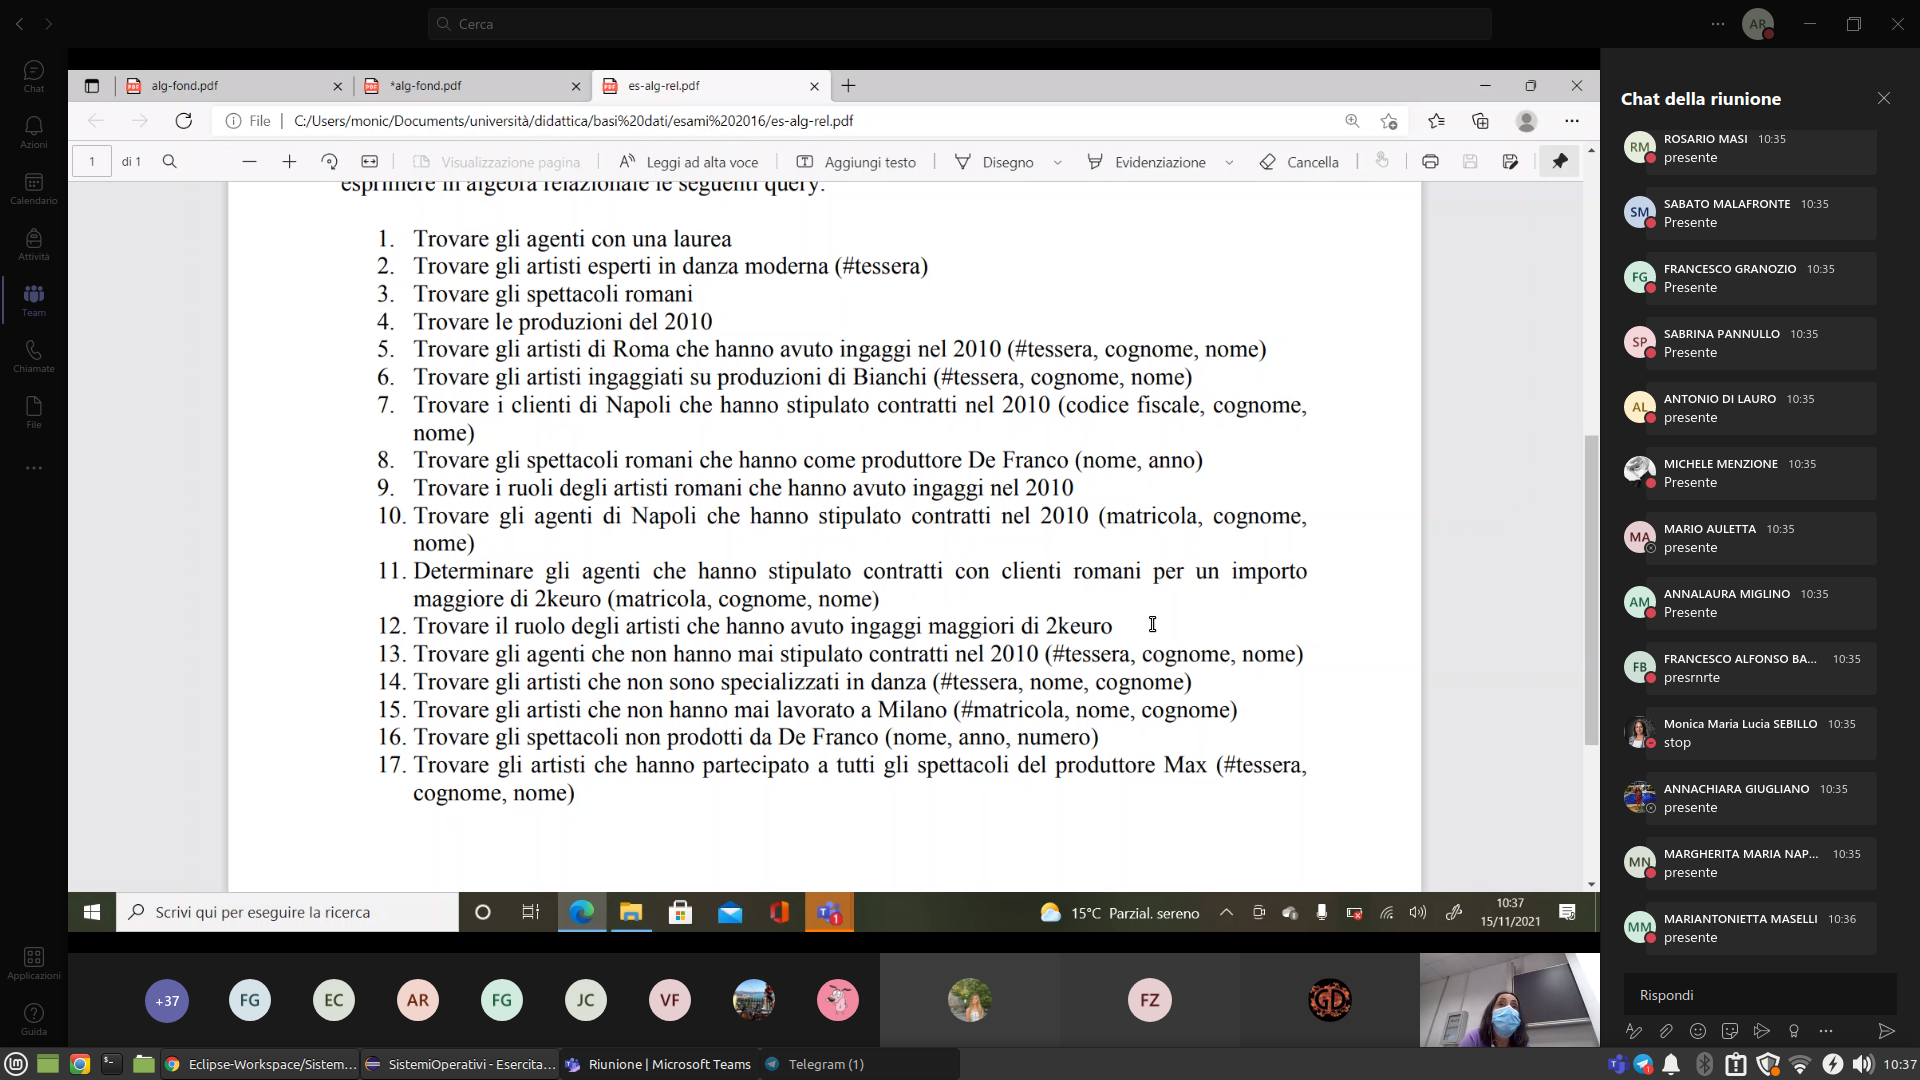 Cerca
AR
Chat
Azioni
Calendario
Attività
Team
Chiamate
File
Applicazioni
Guida
alg-fond.pdf
*alg-fond.pdf
es-alg-rel.pdf
File
C:/Users/monic/Documents/università/didattica/basi%20dati/esami%202016/es-alg-rel.pdf
1 di 1
Visualizzazione pagina
Leggi ad alta voce
Aggiungi testo
Disegno
Evidenziazione
Cancella
esprimere in algebra relazionale le seguenti query:
1. Trovare gli agenti con una laurea
2. Trovare gli artisti esperti in danza moderna (#tessera)
3. Trovare gli spettacoli romani
4. Trovare le produzioni del 2010
5. Trovare gli artisti di Roma che hanno avuto ingaggi nel 2010 (#tessera, cognome, nome)
6. Trovare gli artisti ingaggiati su produzioni di Bianchi (#tessera, cognome, nome)
7. Trovare i clienti di Napoli che hanno stipulato contratti nel 2010 (codice fiscale, cognome,
nome)
8. Trovare gli spettacoli romani che hanno come produttore De Franco (nome, anno)
9. Trovare i ruoli degli artisti romani che hanno avuto ingaggi nel 2010
10. Trovare gli agenti di Napoli che hanno stipulato contratti nel 2010 (matricola, cognome,
nome)
11. Determinare gli agenti che hanno stipulato contratti con clienti romani per un importo
maggiore di 2keuro (matricola, cognome, nome)
12. Trovare il ruolo degli artisti che hanno avuto ingaggi maggiori di 2keuro
13. Trovare gli agenti che non hanno mai stipulato contratti nel 2010 (#tessera, cognome, nome)
14. Trovare gli artisti che non sono specializzati in danza (#tessera, nome, cognome)
15. Trovare gli artisti che non hanno mai lavorato a Milano (#matricola, nome, cognome)
16. Trovare gli spettacoli non prodotti da De Franco (nome, anno, numero)
17. Trovare gli artisti che hanno partecipato a tutti gli spettacoli del produttore Max (#tessera,
cognome, nome)
Scrivi qui per eseguire la ricerca
1
15°C Parzial. sereno
10:37
15/11/2021
+37
FG
EC
AR
FG
JC
VF
FZ
Chat della riunione
RM
ROSARIO MASI 10:35
presente
SM
SABATO MALAFRONTE 10:35
Presente
FG
FRANCESCO GRANOZIO 10:35
Presente
SP
SABRINA PANNULLO 10:35
Presente
AL
ANTONIO DI LAURO 10:35
presente
MICHELE MENZIONE 10:35
Presente
MA
MARIO AULETTA 10:35
presente
AM
ANNALAURA MIGLINO 10:35
Presente
FB
FRANCESCO ALFONSO BA... 10:35
presrnrte
Monica Maria Lucia SEBILLO 10:35
stop
ANNACHIARA GIUGLIANO 10:35
presente
MN
MARGHERITA MARIA NAP... 10:35
presente
MM
MARIANTONIETTA MASELLI 10:36
presente
Rispondi
Eclipse-Workspace/Sistem...
SistemiOperativi - Esercita...
Riunione | Microsoft Teams
Telegram (1)
10:37